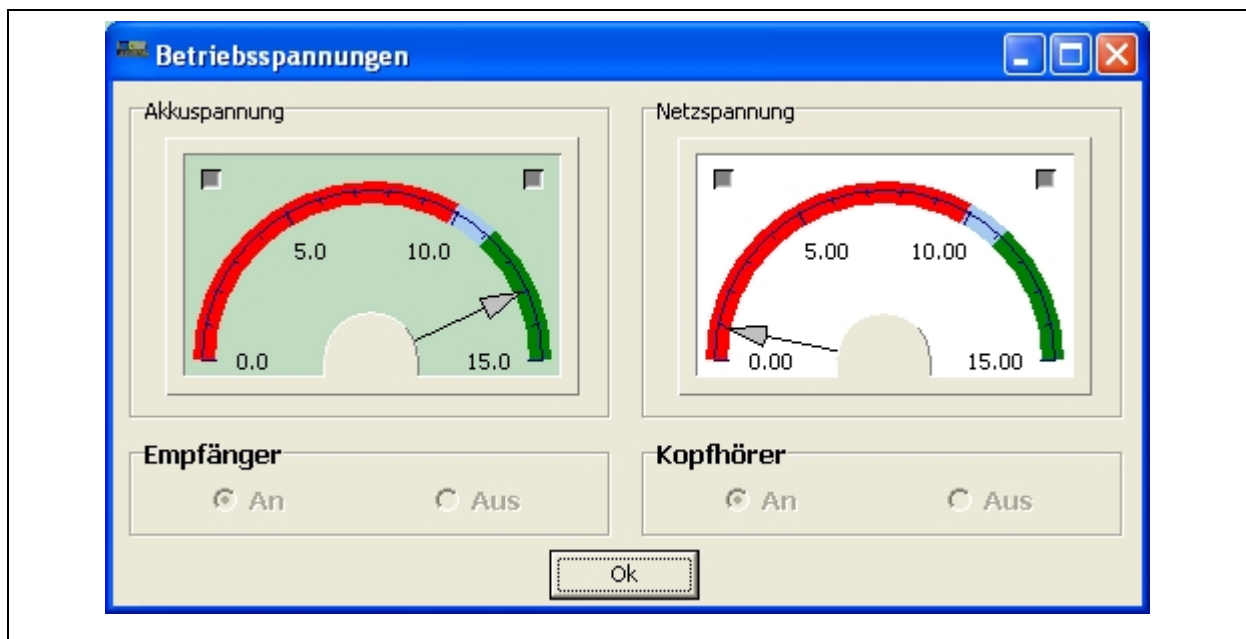 Betriebsspannungen
Akkuspannung
Netzspannung
5.0 10.0
0.0 15.0
5.00 10.00
0.00 15.00
Empfänger
An Aus
Kopfhörer
An Aus
Ok